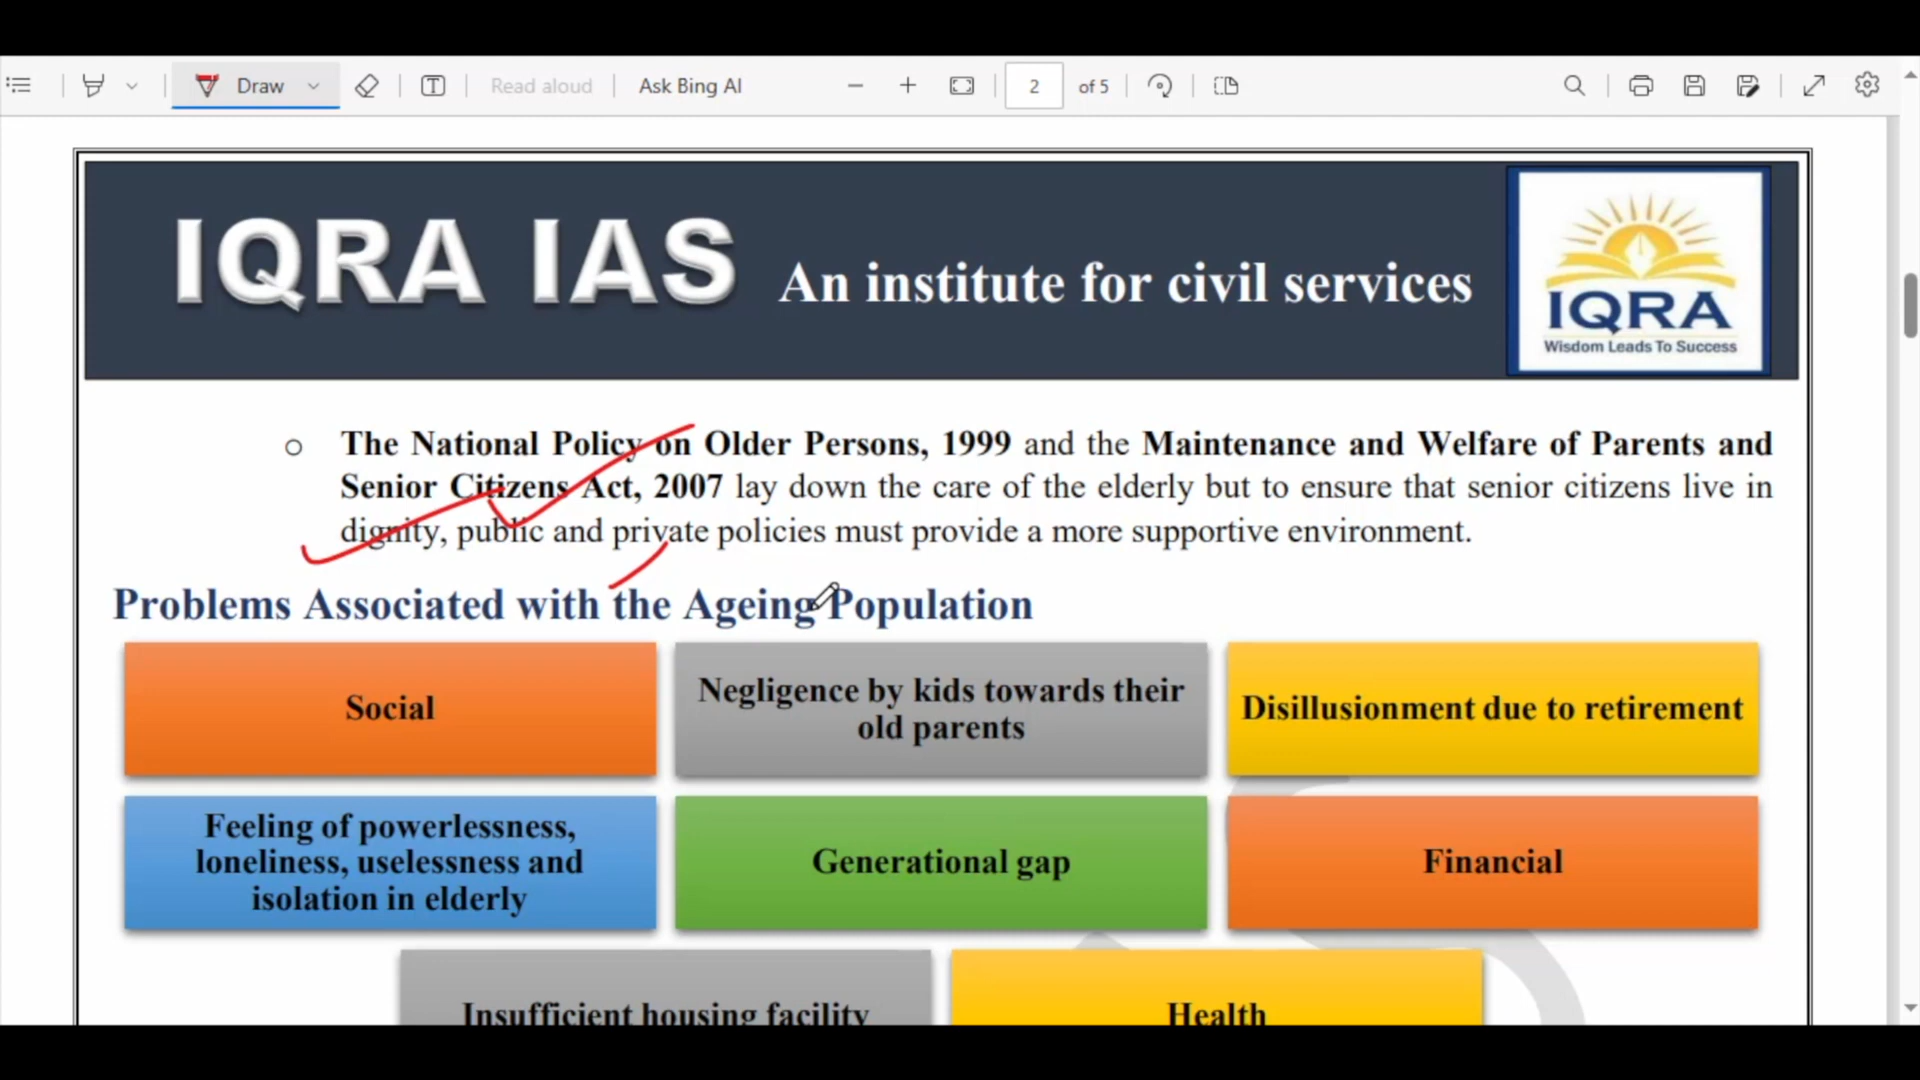 Draw
Read aloud
Ask Bing AI
2
of 5
IQRA IAS
An institute for civil services
IQRA
Wisdom Leads To Success
The National Policy on Older Persons, 1999 and the Maintenance and Welfare of Parents and
Senior Citizens Act, 2007 lay down the care of the elderly but to ensure that senior citizens live in
dignity, public and private policies must provide a more supportive environment.
Problems Associated with the Ageing Population
Social
Negligence by kids towards their
old parents
Disillusionment due to retirement
Feeling of powerlessness,
loneliness, uselessness and
isolation in elderly
Generational gap
Financial
Insufficient housing facility
Health